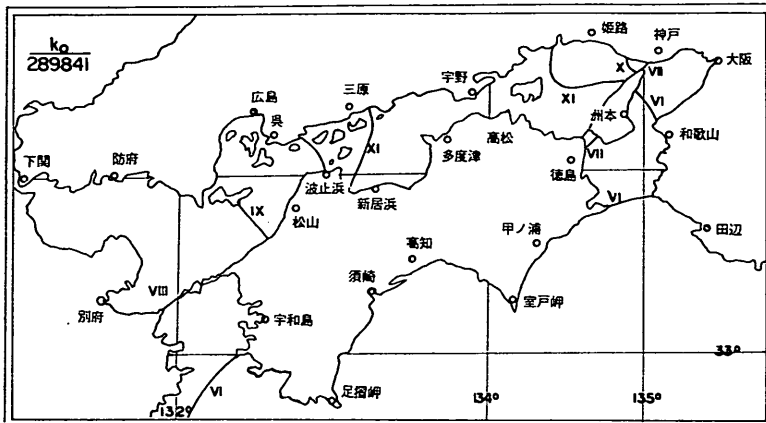 k₀
289841
姫路
神戸
大阪
X
VII
XI
VI
宇野
三原
広島
呉
洲本
和歌山
高松
多度津
XI
VII
下関
防府
徳島
波止浜
新居浜
VI
IX
松山
田辺
甲ノ浦
高知
須崎
VIII
別府
室戸岬
宇和島
33°
VI
足摺岬
132°
134°
135°